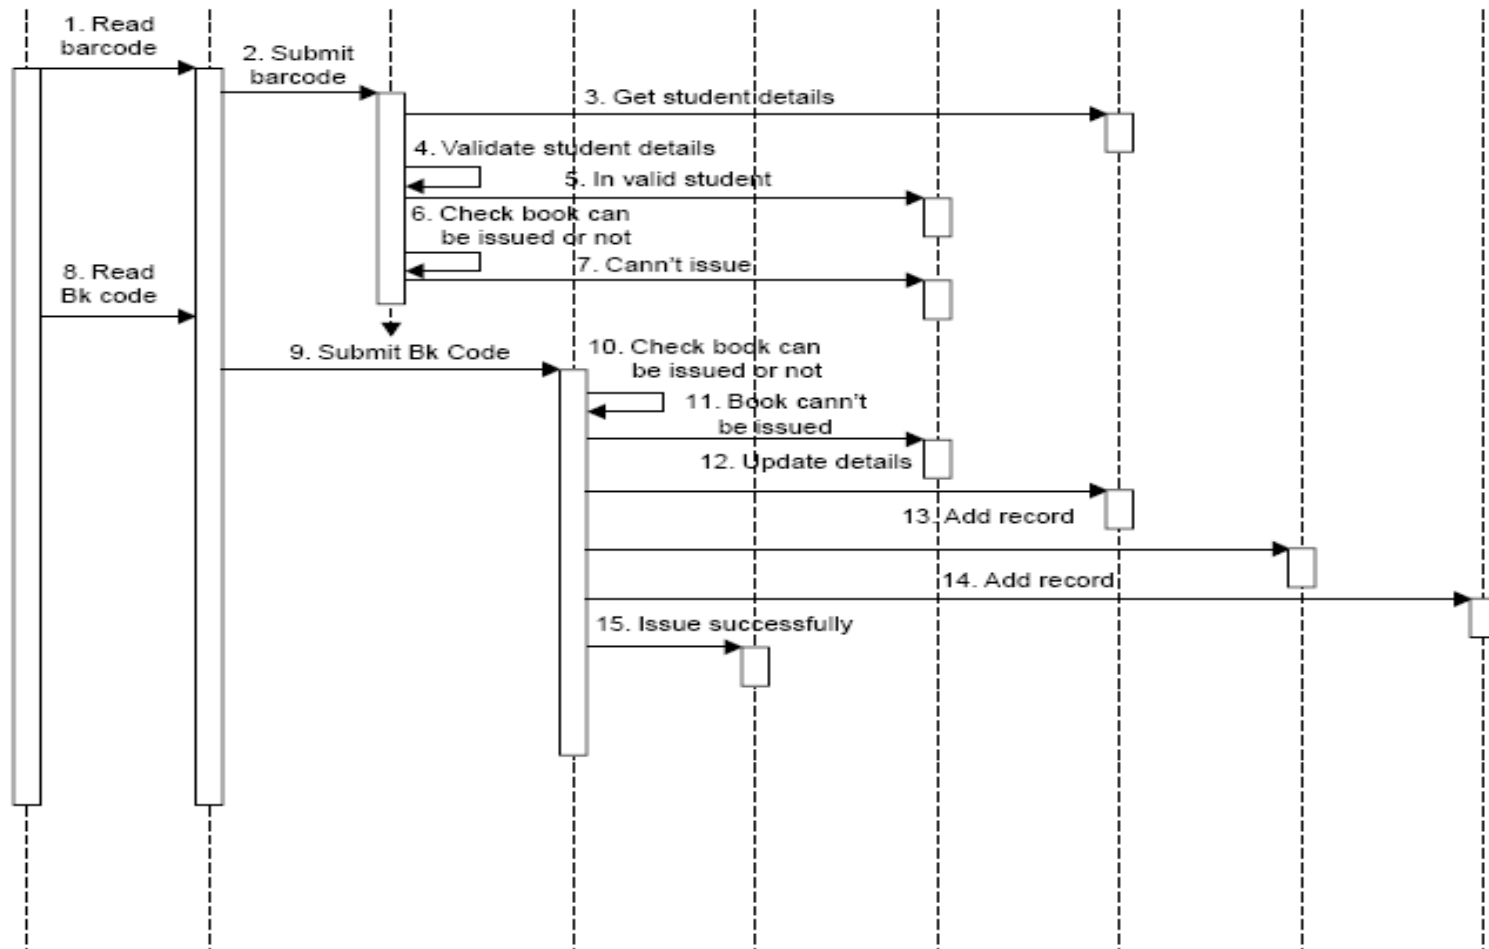 1. Read
barcode
2. Submit
barcode
3. Get student details
4. Validate student details
5. In valid student
6. Check book can
be issued or not
7. Cann't issue
8. Read
Bk code
9. Submit Bk Code
10. Check book can
be issued or not
11. Book cann't
be issued
12. Update details
13. Add record
14. Add record
15. Issue successfully